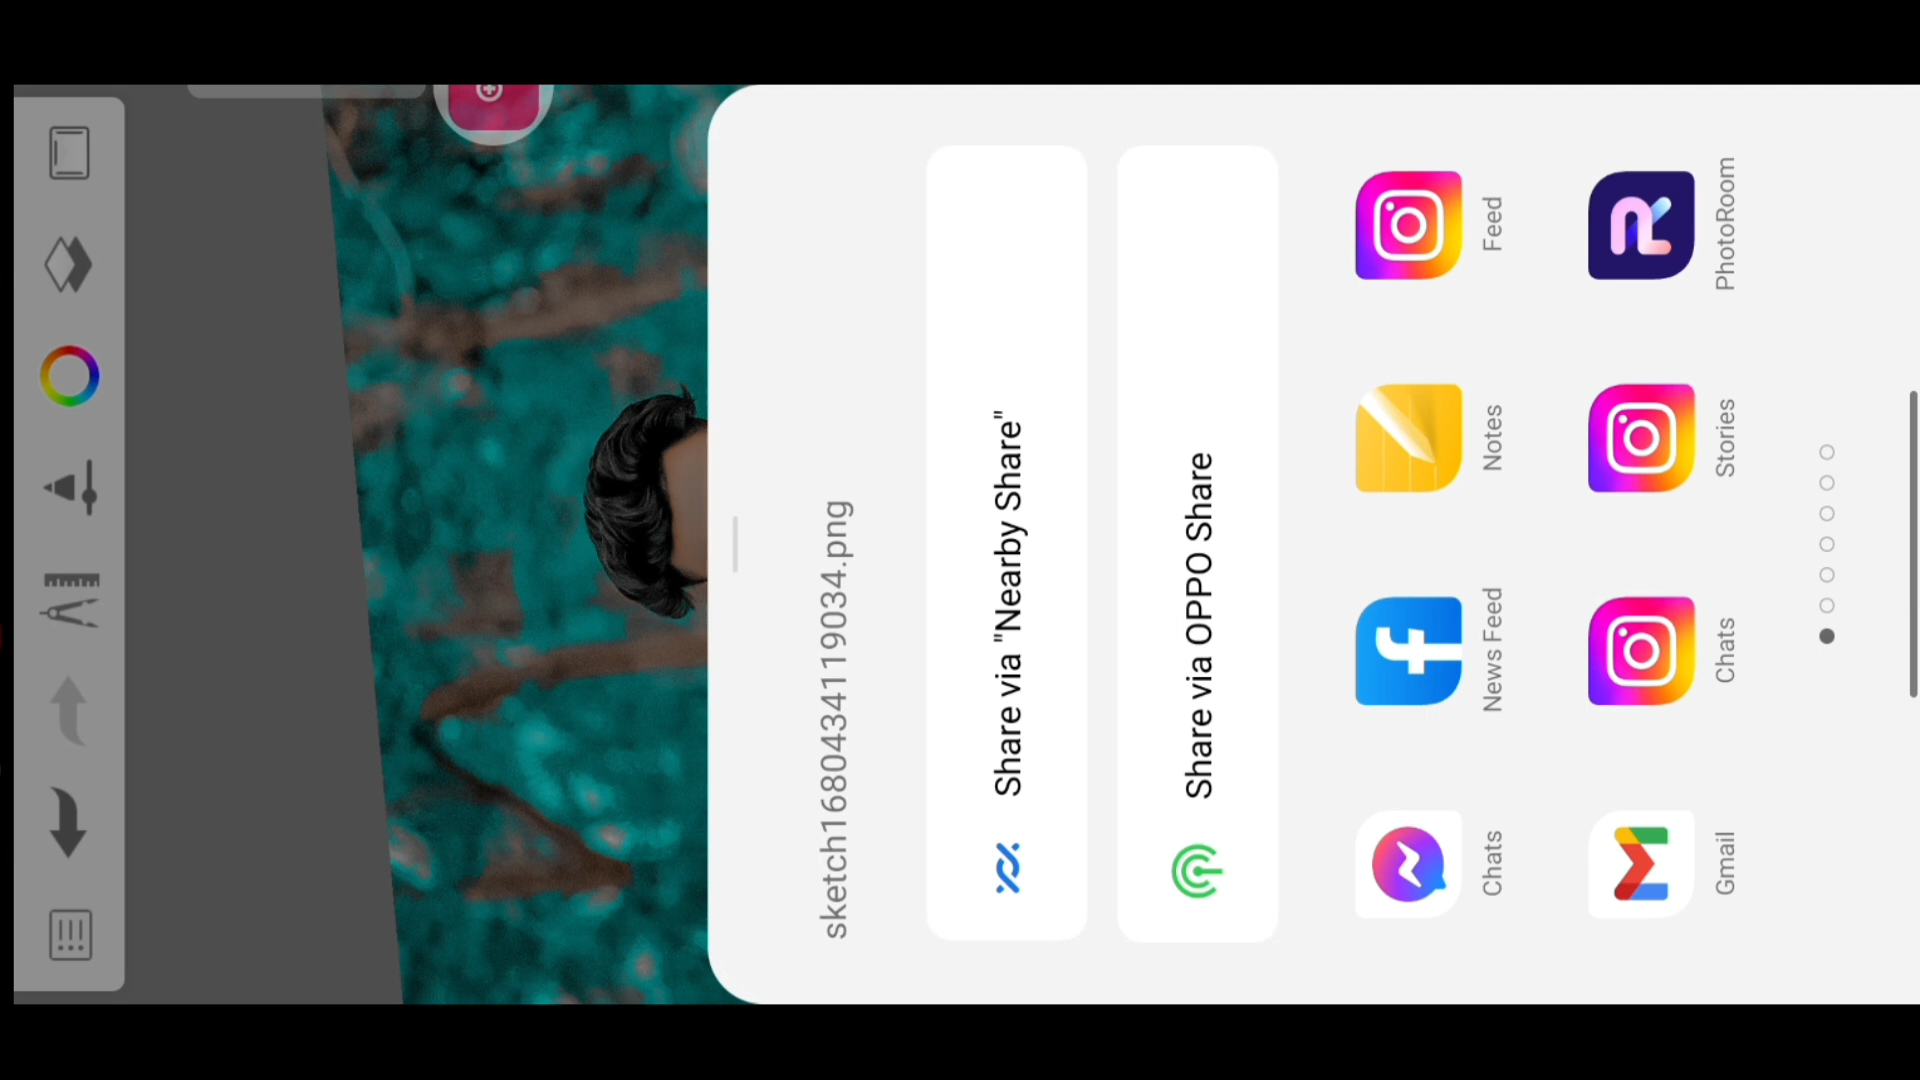 sketch1680434119034.png
Share via "Nearby Share"
Share via OPPO Share
Chats
News Feed
Notes
Feed
Gmail
Chats
Stories
PhotoRoom